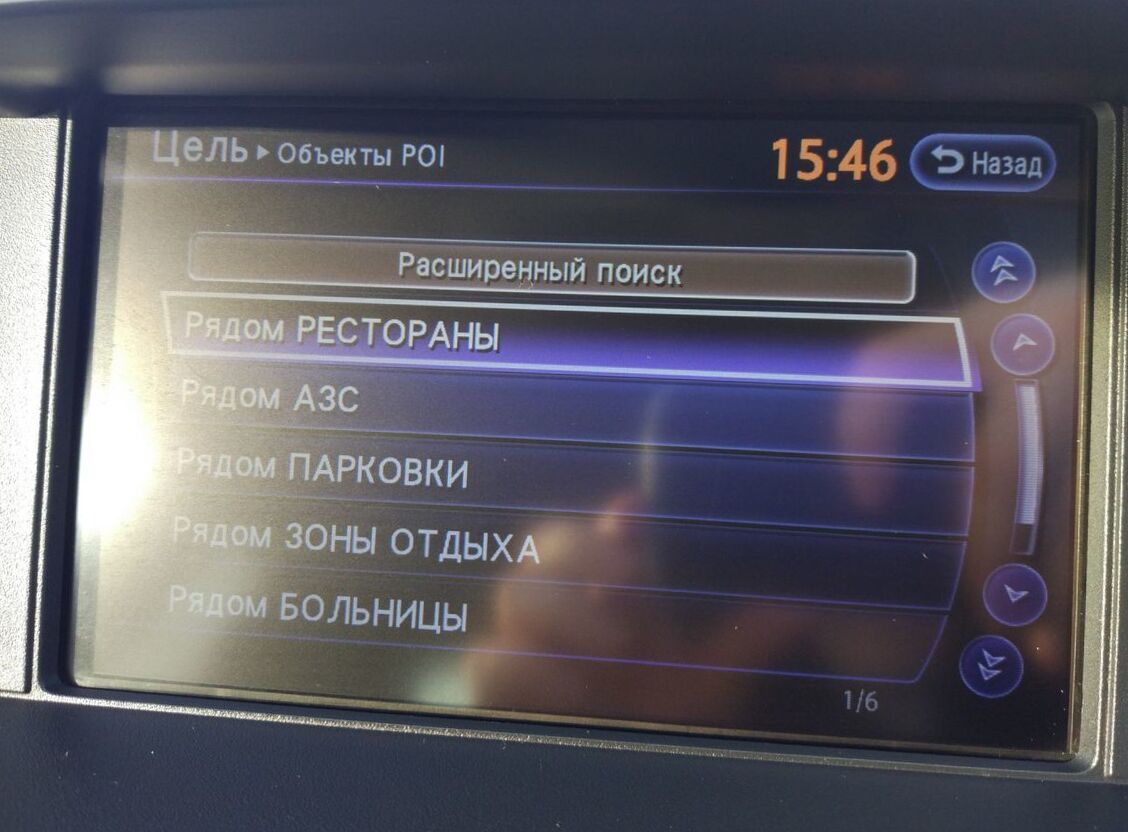 Цель ▸ Объекты POI 15:46 Назад
Расширенный поиск
Рядом РЕСТОРАНЫ
Рядом АЗС
Рядом ПАРКОВКИ
Рядом ЗОНЫ ОТДЫХА
Рядом БОЛЬНИЦЫ
1/6